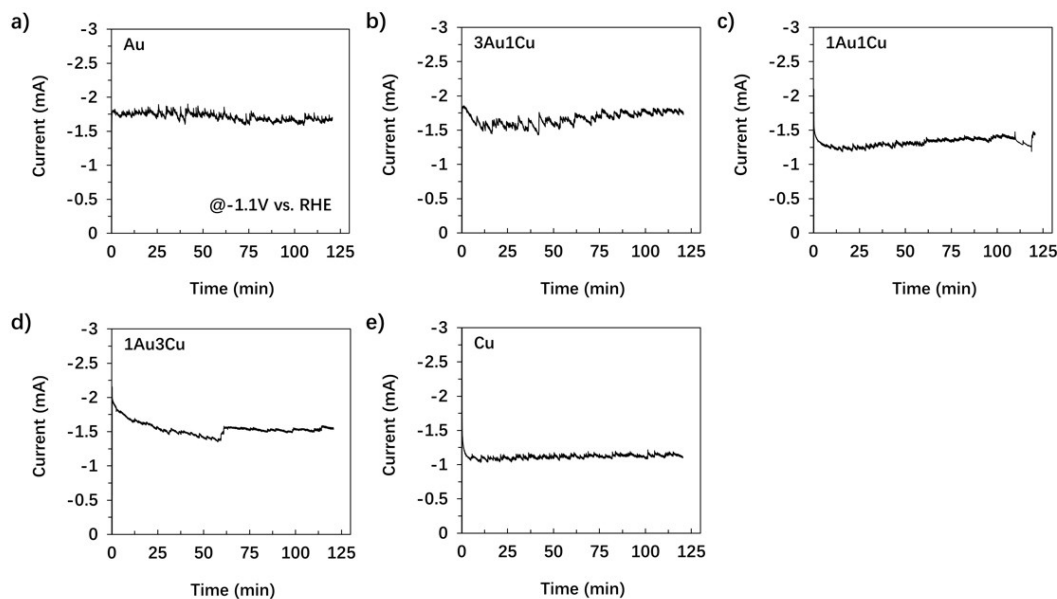 a)
Au
Current (mA)
-3
-2.5
-2
-1.5
-1
-0.5
0
@-1.1V vs. RHE
0 25 50 75 100 125
Time (min)
b)
3Au1Cu
Current (mA)
-3
-2.5
-2
-1.5
-1
-0.5
0
0 25 50 75 100 125
Time (min)
c)
1Au1Cu
Current (mA)
-3
-2.5
-2
-1.5
-1
-0.5
0
0 25 50 75 100 125
Time (min)
d)
1Au3Cu
Current (mA)
-3
-2.5
-2
-1.5
-1
-0.5
0
0 25 50 75 100 125
Time (min)
e)
Cu
Current (mA)
-3
-2.5
-2
-1.5
-1
-0.5
0
0 25 50 75 100 125
Time (min)